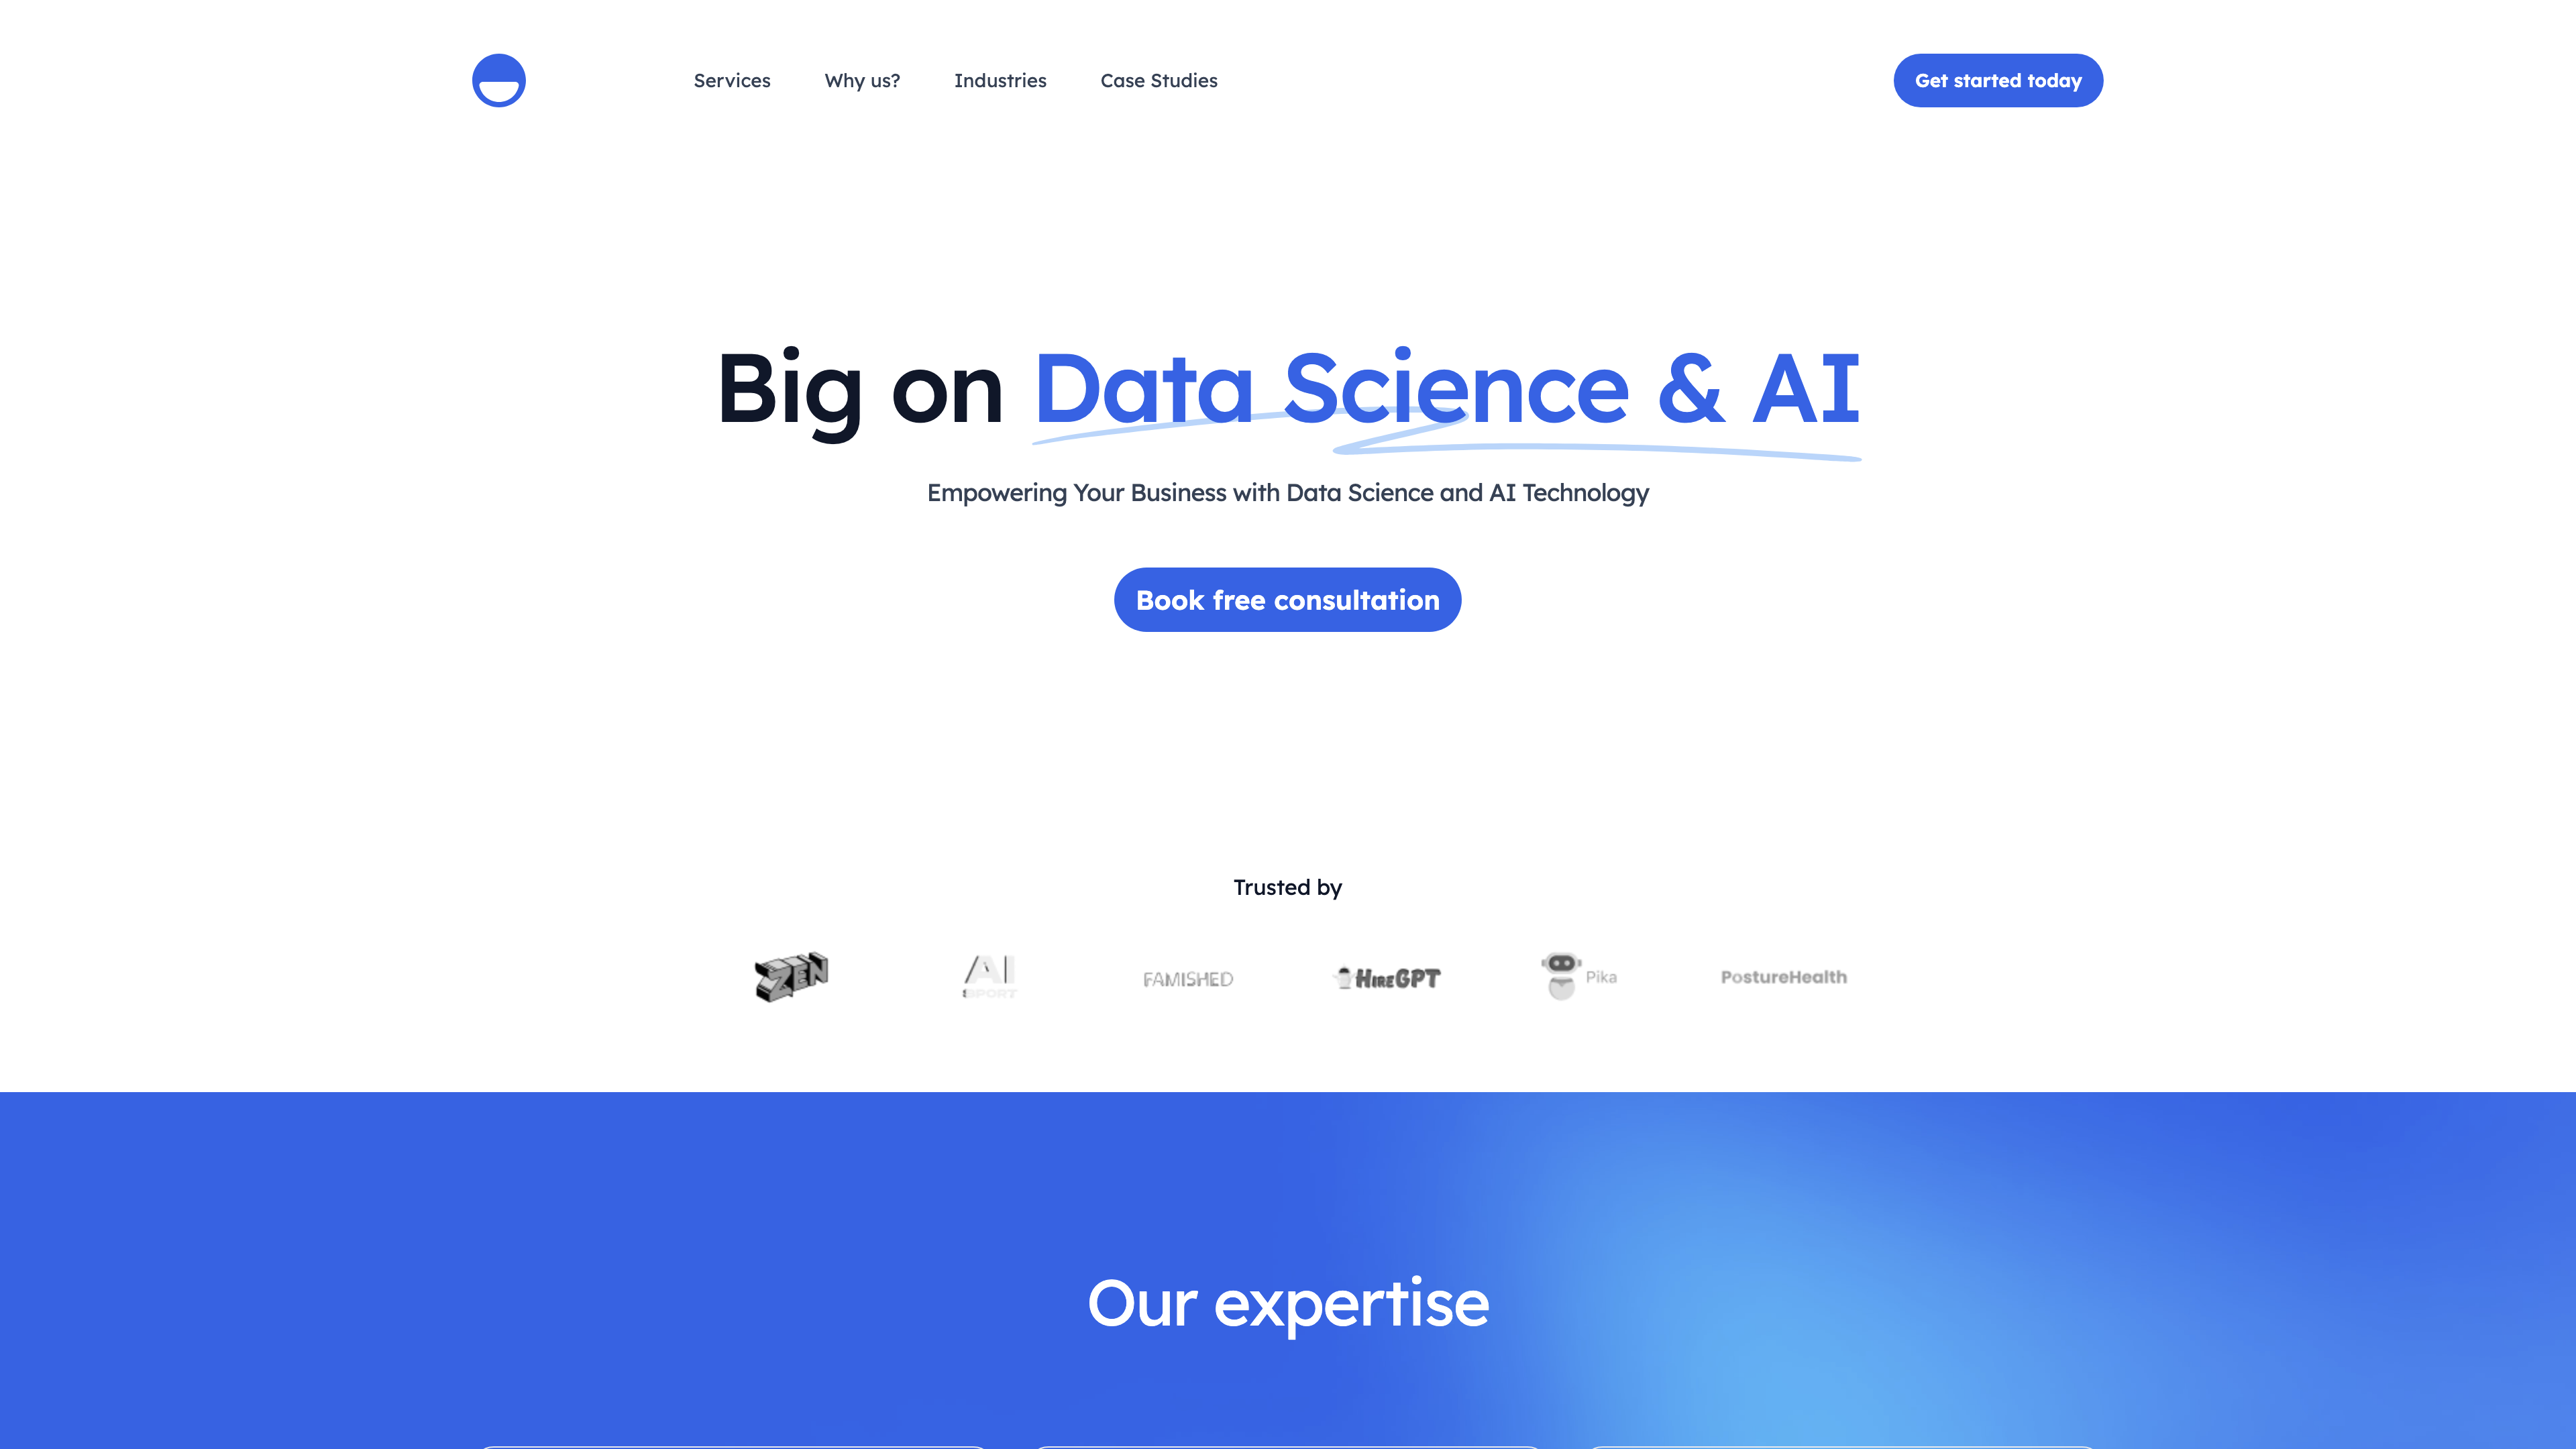 Services Why us? Industries Case Studies Get started today
Big on Data Science & AI
Empowering Your Business with Data Science and AI Technology
Book free consultation
Trusted by
ZEN AI SPORT FAMISHED HIREGPT Pika PostureHealth
Our expertise